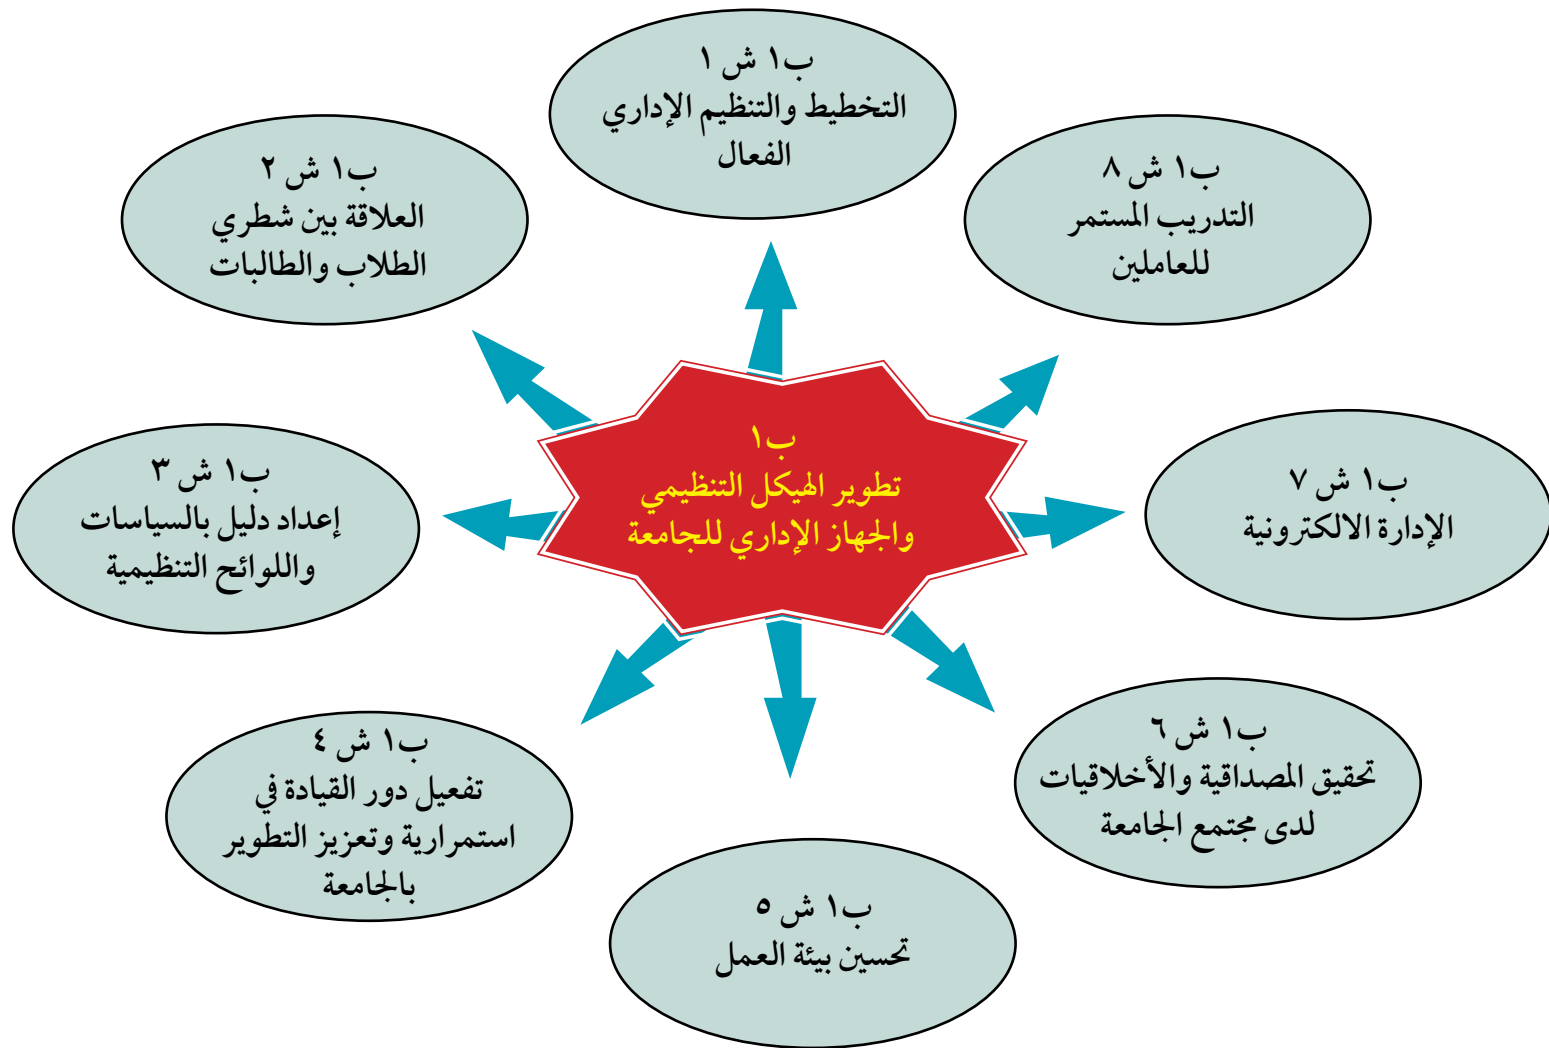 ب١
تطوير الهيكل التنظيمي
والجهاز الإداري للجامعة
ب١ ش ١
التخطيط والتنظيم الإداري
الفعال
ب١ ش ٢
العلاقة بين شطري
الطلاب والطالبات
ب١ ش ٣
إعداد دليل بالسياسات
واللوائح التنظيمية
ب١ ش ٤
تفعيل دور القيادة في
استمرارية وتعزيز التطوير
بالجامعة
ب١ ش ٥
تحسين بيئة العمل
ب١ ش ٦
تحقيق المصداقية والأخلاقيات
لدى مجتمع الجامعة
ب١ ش ٧
الإدارة الالكترونية
ب١ ش ٨
التدريب المستمر
للعاملين